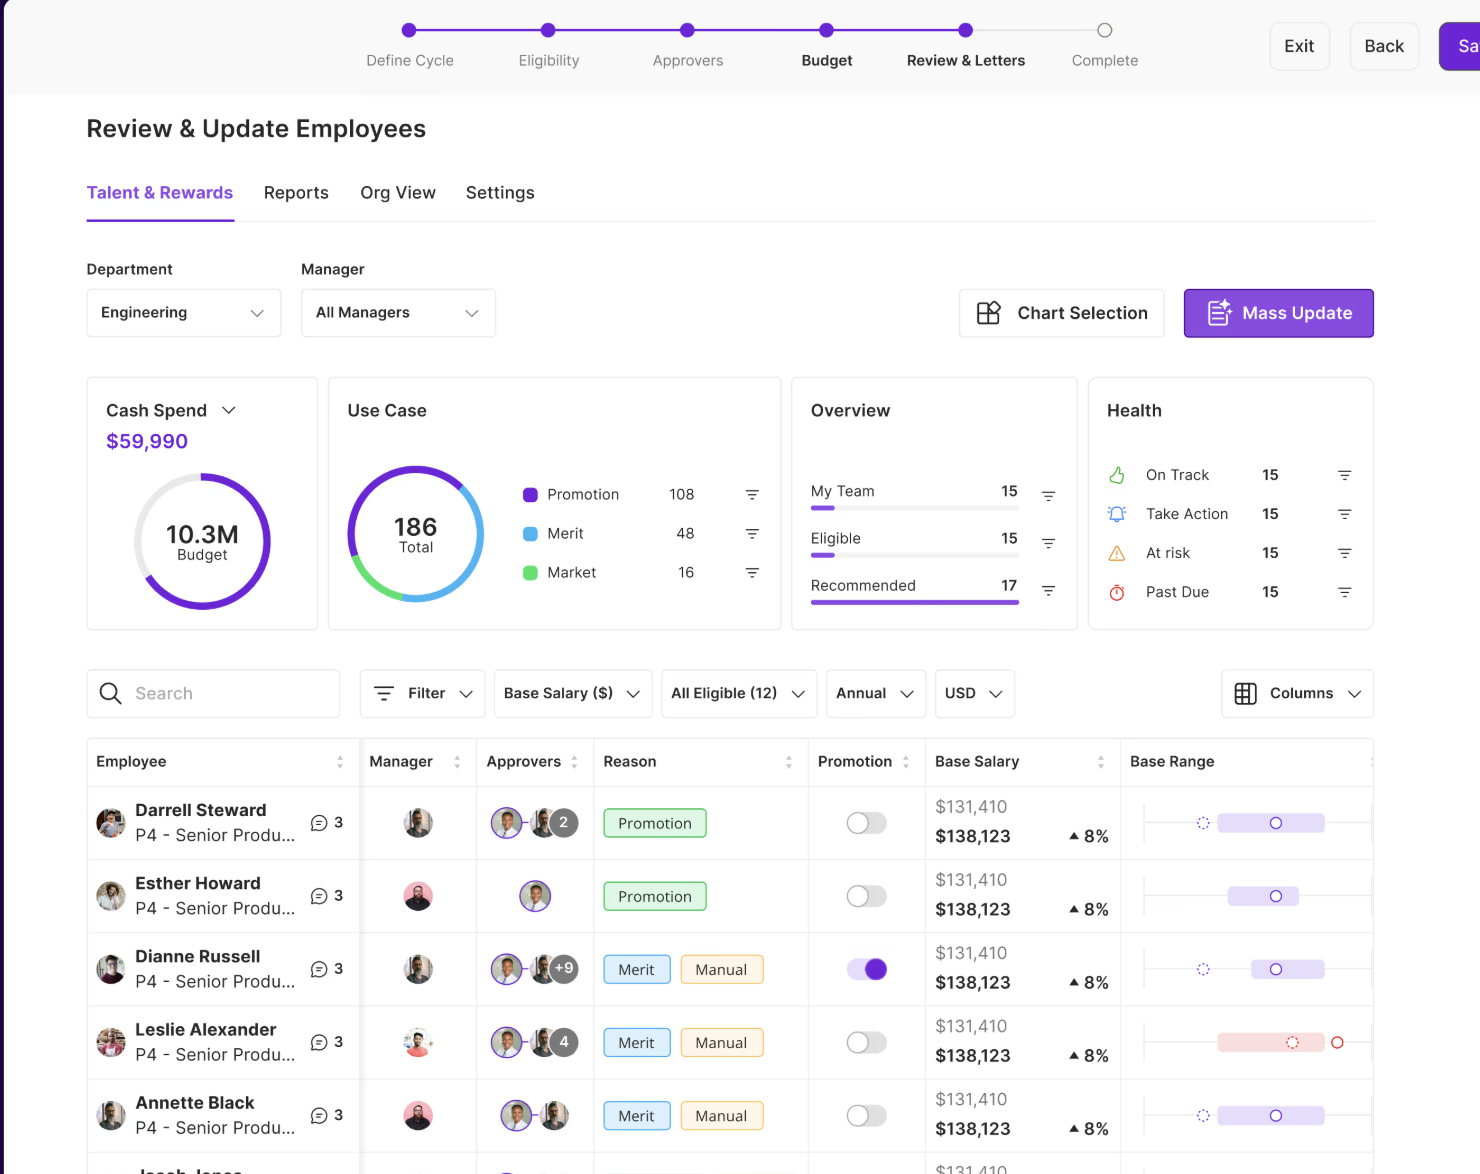 Define Cycle
Eligibility
Approvers
Budget
Review & Letters
Complete
Exit
Back
Review & Update Employees
Talent & Rewards
Reports
Org View
Settings
Department
Manager
Engineering
All Managers
Chart Selection
Mass Update
Cash Spend
$59,990
10.3M
Budget
Use Case
186
Total
Promotion 108
Merit 48
Market 16
Overview
My Team 15
Eligible 15
Recommended 17
Health
On Track 15
Take Action 15
At risk 15
Past Due 15
Search
Filter
Base Salary ($)
All Eligible (12)
Annual
USD
Columns
Employee
Manager
Approvers
Reason
Promotion
Base Salary
Base Range
Darrell Steward
P4 - Senior Produ...
3
2
Promotion
$131,410
$138,123
8%
Esther Howard
P4 - Senior Produ...
3
Promotion
$131,410
$138,123
8%
Dianne Russell
P4 - Senior Produ...
3
+9
Merit
Manual
$131,410
$138,123
8%
Leslie Alexander
P4 - Senior Produ...
3
4
Merit
Manual
$131,410
$138,123
8%
Annette Black
P4 - Senior Produ...
3
Merit
Manual
$131,410
$138,123
8%